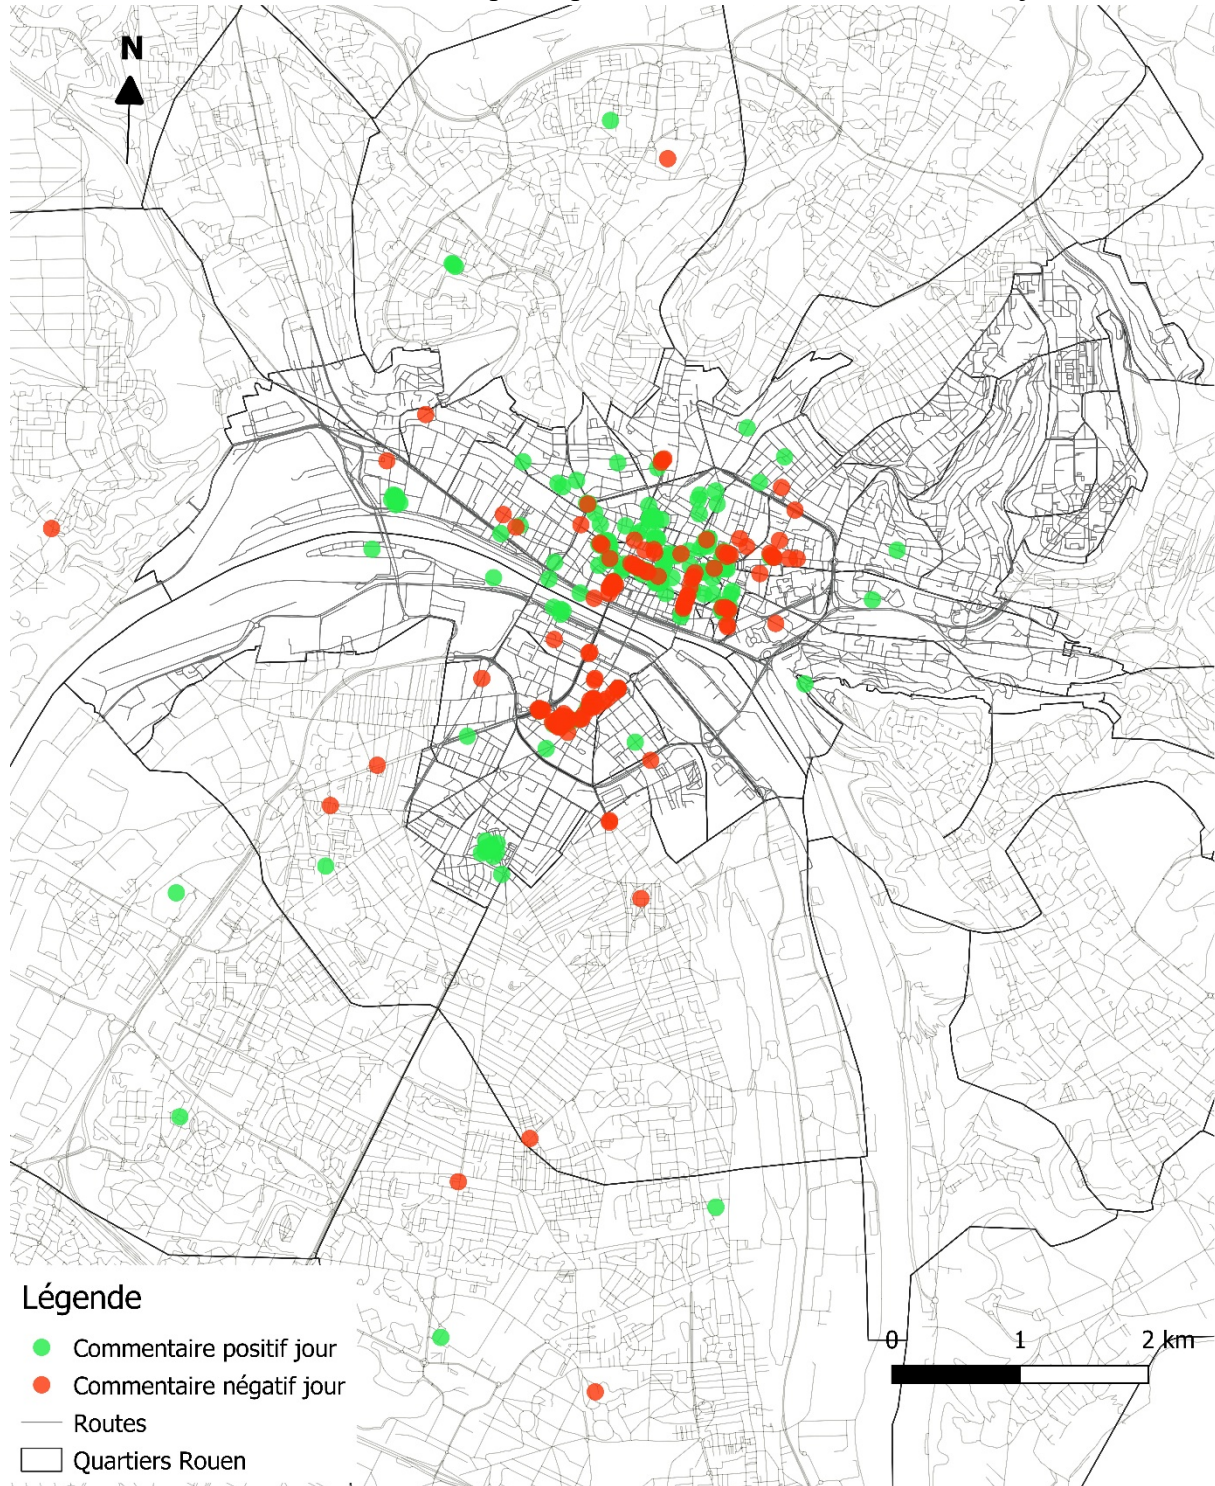 N
0 1 2 km
Légende
Commentaire positif jour
Commentaire négatif jour
Routes
Quartiers Rouen